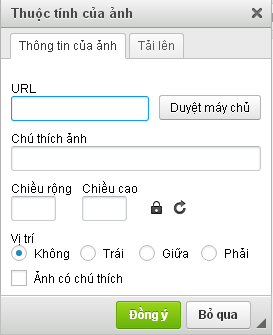 Thuộc tính của ảnh
Thông tin của ảnh Tải lên
URL
Duyệt máy chủ
Chú thích ảnh
Chiều rộng Chiều cao
Vị trí
Không Trái Giữa Phải
Ảnh có chú thích
Đồng ý Bỏ qua